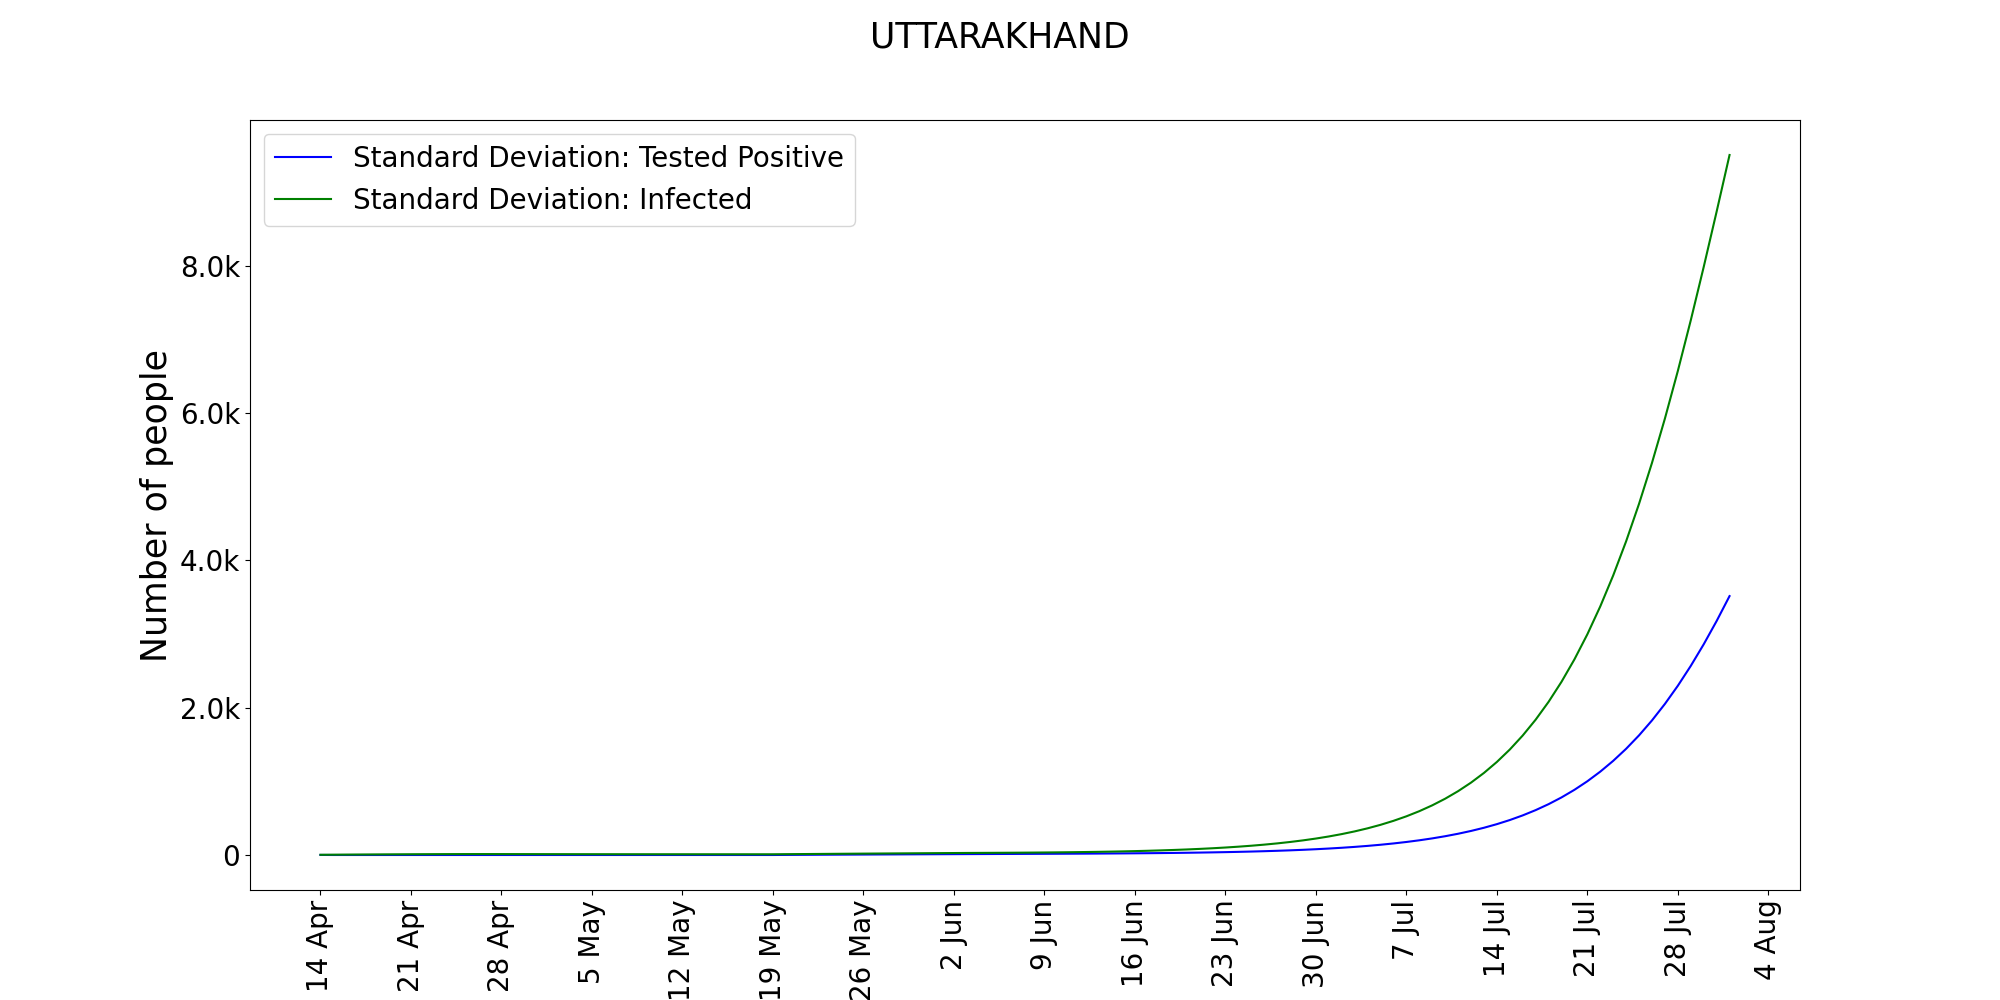 UTTARAKHAND
Standard Deviation: Tested Positive
Standard Deviation: Infected
Number of people
8.0k
6.0k
4.0k
2.0k
0
14 Apr
21 Apr
28 Apr
5 May
12 May
19 May
26 May
2 Jun
9 Jun
16 Jun
23 Jun
30 Jun
7 Jul
14 Jul
21 Jul
28 Jul
4 Aug